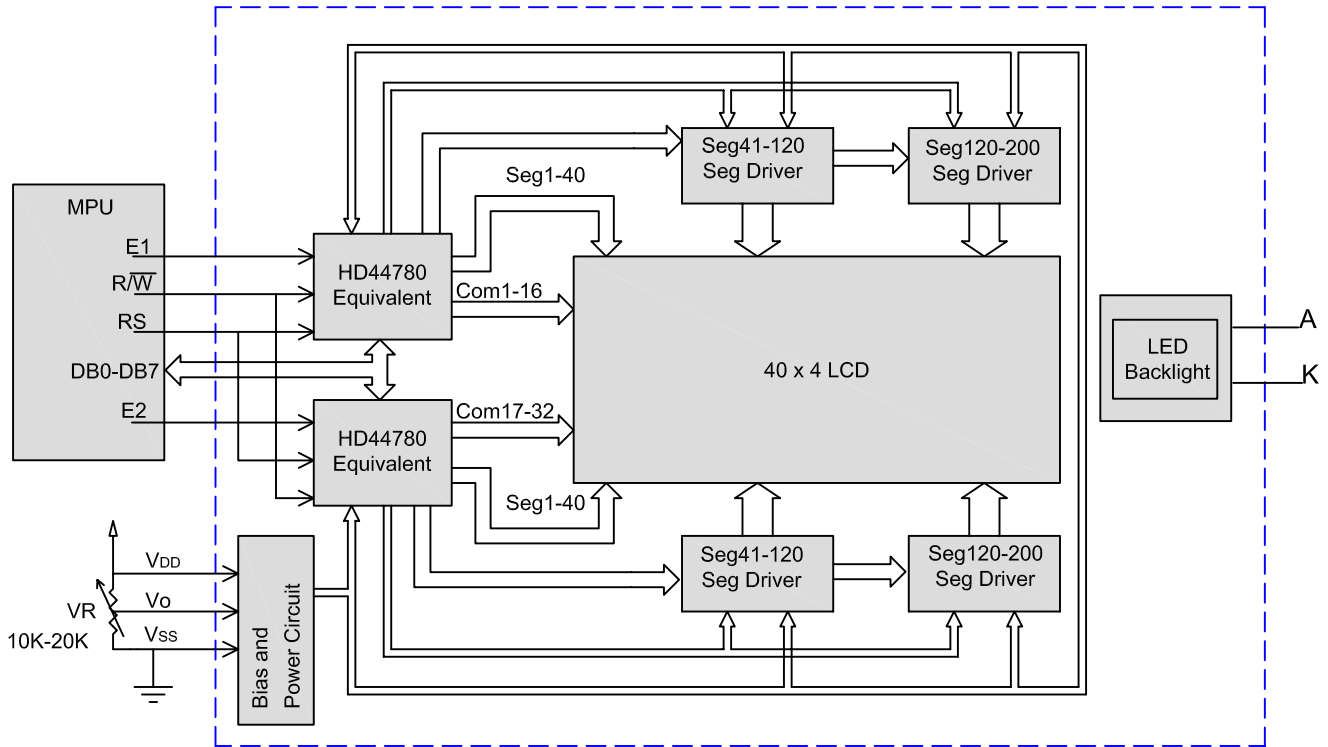 MPU
E1
R/W̅
RS
DB0-DB7
E2
HD44780
Equivalent
HD44780
Equivalent
Seg1-40
Com1-16
Com17-32
Seg1-40
Seg41-120
Seg Driver
Seg120-200
Seg Driver
40 x 4 LCD
Seg41-120
Seg Driver
Seg120-200
Seg Driver
LED
Backlight
A
K
VDD
Vo
VSS
VR
10K-20K
Bias and
Power Circuit